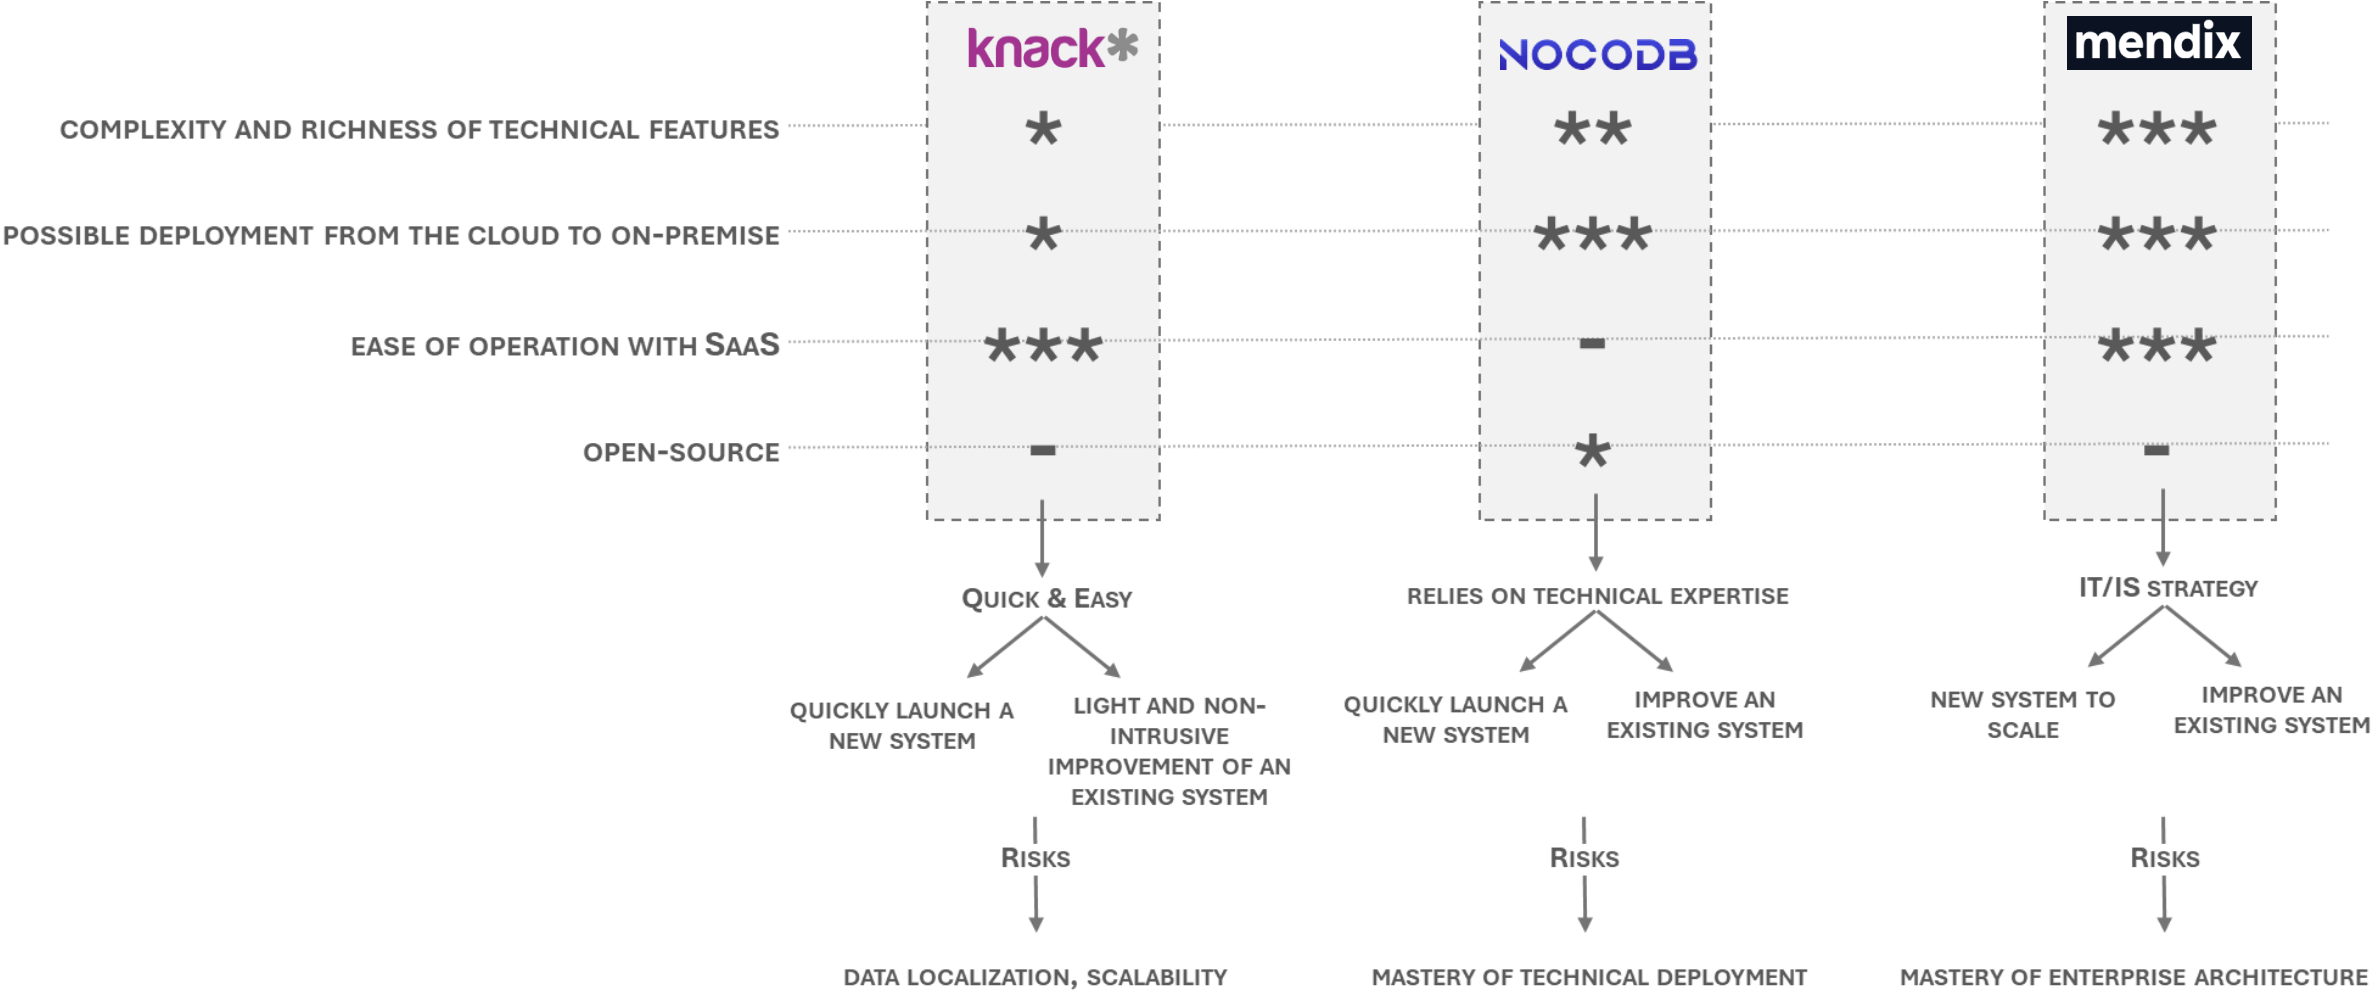 knack*
NOCODB
mendix
COMPLEXITY AND RICHNESS OF TECHNICAL FEATURES * ** ***
POSSIBLE DEPLOYMENT FROM THE CLOUD TO ON-PREMISE * *** ***
EASE OF OPERATION WITH SAAS *** - ***
OPEN-SOURCE - * -
QUICK & EASY
RELIES ON TECHNICAL EXPERTISE
IT/IS STRATEGY
QUICKLY LAUNCH A
NEW SYSTEM
LIGHT AND NON-
INTRUSIVE
IMPROVEMENT OF AN
EXISTING SYSTEM
QUICKLY LAUNCH A
NEW SYSTEM
IMPROVE AN
EXISTING SYSTEM
NEW SYSTEM TO
SCALE
IMPROVE AN
EXISTING SYSTEM
RISKS
RISKS
RISKS
DATA LOCALIZATION, SCALABILITY
MASTERY OF TECHNICAL DEPLOYMENT
MASTERY OF ENTERPRISE ARCHITECTURE